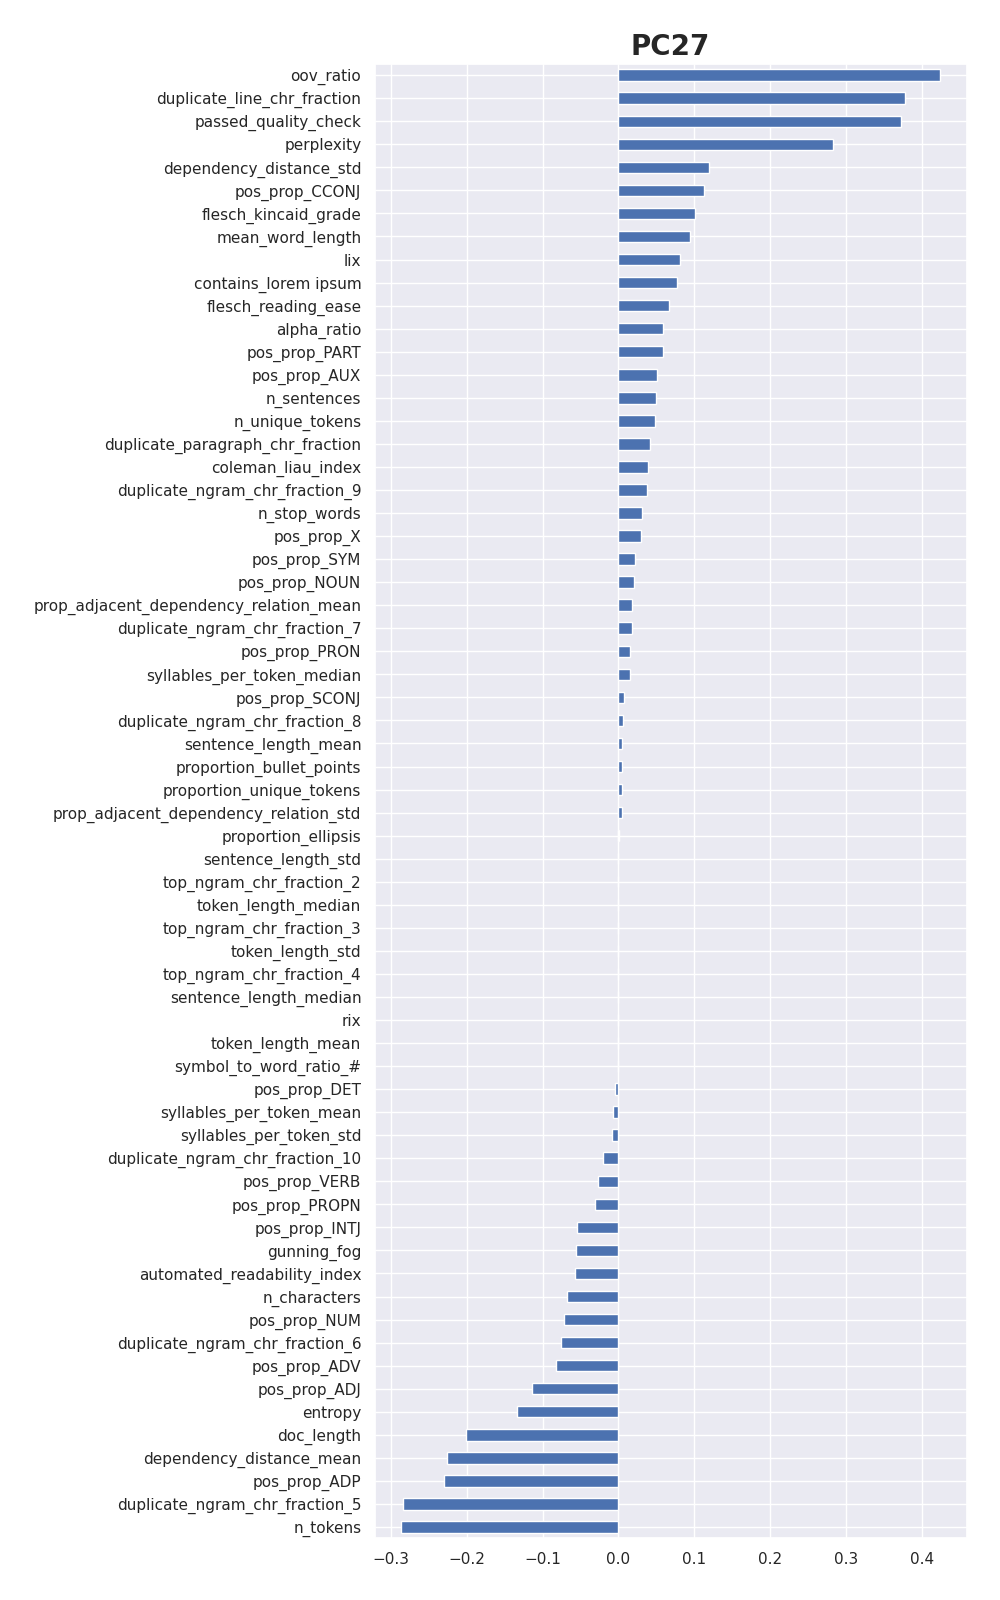 PC27
oov_ratio
duplicate_line_chr_fraction
passed_quality_check
perplexity
dependency_distance_std
pos_prop_CCONJ
flesch_kincaid_grade
mean_word_length
lix
contains_lorem ipsum
flesch_reading_ease
alpha_ratio
pos_prop_PART
pos_prop_AUX
n_sentences
n_unique_tokens
duplicate_paragraph_chr_fraction
coleman_liau_index
duplicate_ngram_chr_fraction_9
n_stop_words
pos_prop_X
pos_prop_SYM
pos_prop_NOUN
prop_adjacent_dependency_relation_mean
duplicate_ngram_chr_fraction_7
pos_prop_PRON
syllables_per_token_median
pos_prop_SCONJ
duplicate_ngram_chr_fraction_8
sentence_length_mean
proportion_bullet_points
proportion_unique_tokens
prop_adjacent_dependency_relation_std
proportion_ellipsis
sentence_length_std
top_ngram_chr_fraction_2
token_length_median
top_ngram_chr_fraction_3
token_length_std
top_ngram_chr_fraction_4
sentence_length_median
rix
token_length_mean
symbol_to_word_ratio_#
pos_prop_DET
syllables_per_token_mean
syllables_per_token_std
duplicate_ngram_chr_fraction_10
pos_prop_VERB
pos_prop_PROPN
pos_prop_INTJ
gunning_fog
automated_readability_index
n_characters
pos_prop_NUM
duplicate_ngram_chr_fraction_6
pos_prop_ADV
pos_prop_ADJ
entropy
doc_length
dependency_distance_mean
pos_prop_ADP
duplicate_ngram_chr_fraction_5
n_tokens
−0.3 −0.2 −0.1 0.0 0.1 0.2 0.3 0.4